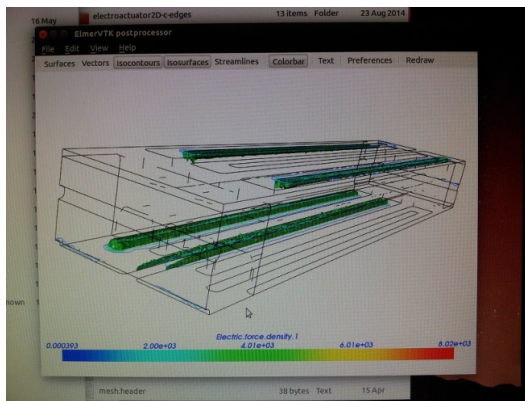 electroactuator2D-c-edges 13 items Folder 23 Aug 2014
16 May
ElmerVTK postprocessor
File Edit View Help
Surfaces Vectors Isocontours Isosurfaces Streamlines Colorbar Text Preferences Redraw
nown
Electric.force.density.1
0.000393 2.00e+03 4.01e+03 6.01e+03 8.02e+03
mesh.header 38 bytes Text 15 Apr